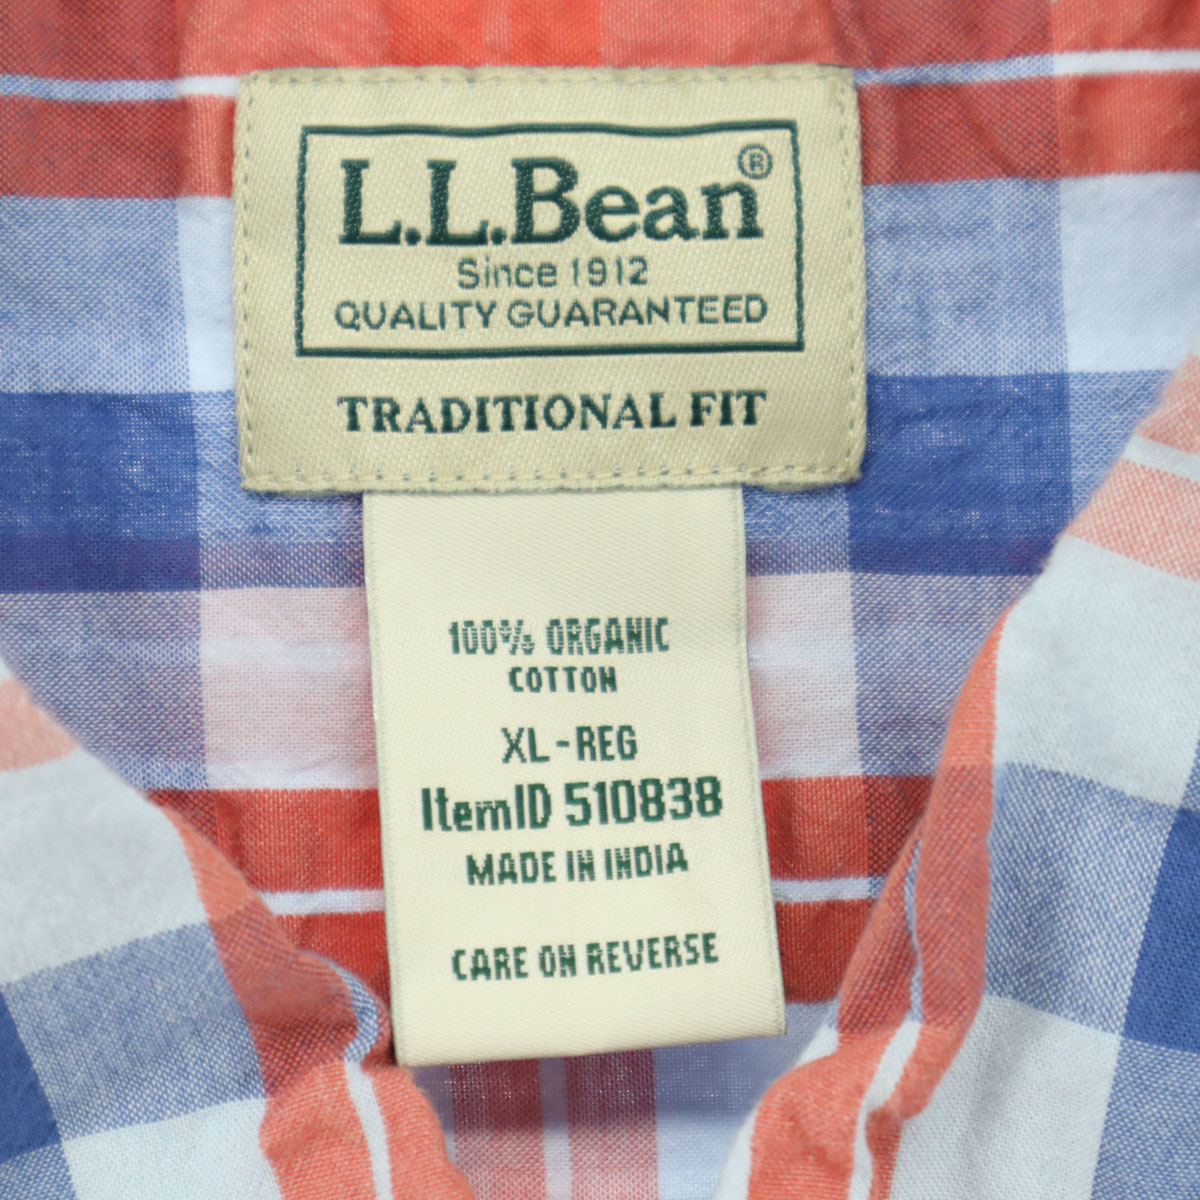 L.L.Bean®
Since 1912
QUALITY GUARANTEED
TRADITIONAL FIT
100% ORGANIC
COTTON
XL-REG
ItemID 510838
MADE IN INDIA
CARE ON REVERSE